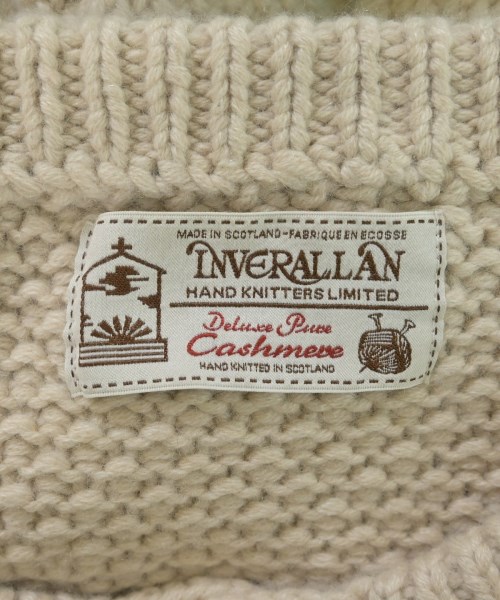 MADE IN SCOTLAND-FABRIQUE EN ECOSSE
INVERALLAN
HAND KNITTERS LIMITED
Deluxe Pure
Cashmere
HAND KNITTED IN SCOTLAND